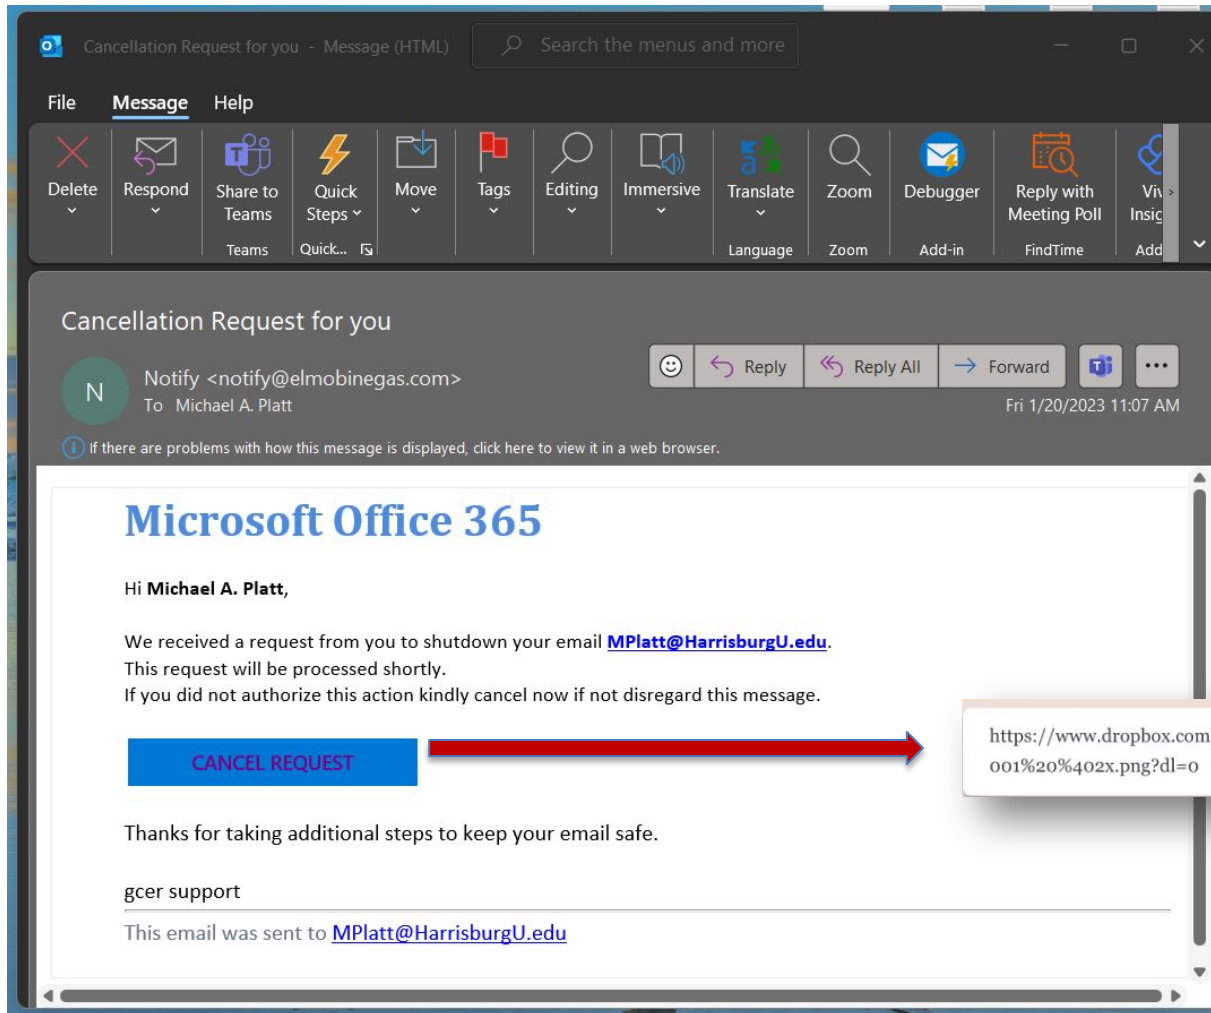 Cancellation Request for you - Message (HTML)
Search the menus and more
File Message Help
Delete
Respond
Share to Teams
Quick Steps
Move
Tags
Editing
Immersive
Translate
Zoom
Debugger
Reply with Meeting Poll
Teams
Quick...
Language
Zoom
Add-in
FindTime
Add
Cancellation Request for you
N
Notify <notify@elmobinegas.com>
To Michael A. Platt
Reply
Reply All
Forward
Fri 1/20/2023 11:07 AM
If there are problems with how this message is displayed, click here to view it in a web browser.
Microsoft Office 365
Hi Michael A. Platt,
We received a request from you to shutdown your email MPlatt@HarrisburgU.edu.
This request will be processed shortly.
If you did not authorize this action kindly cancel now if not disregard this message.
CANCEL REQUEST
https://www.dropbox.com
001%20%402x.png?dl=0
Thanks for taking additional steps to keep your email safe.
gcer support
This email was sent to MPlatt@HarrisburgU.edu